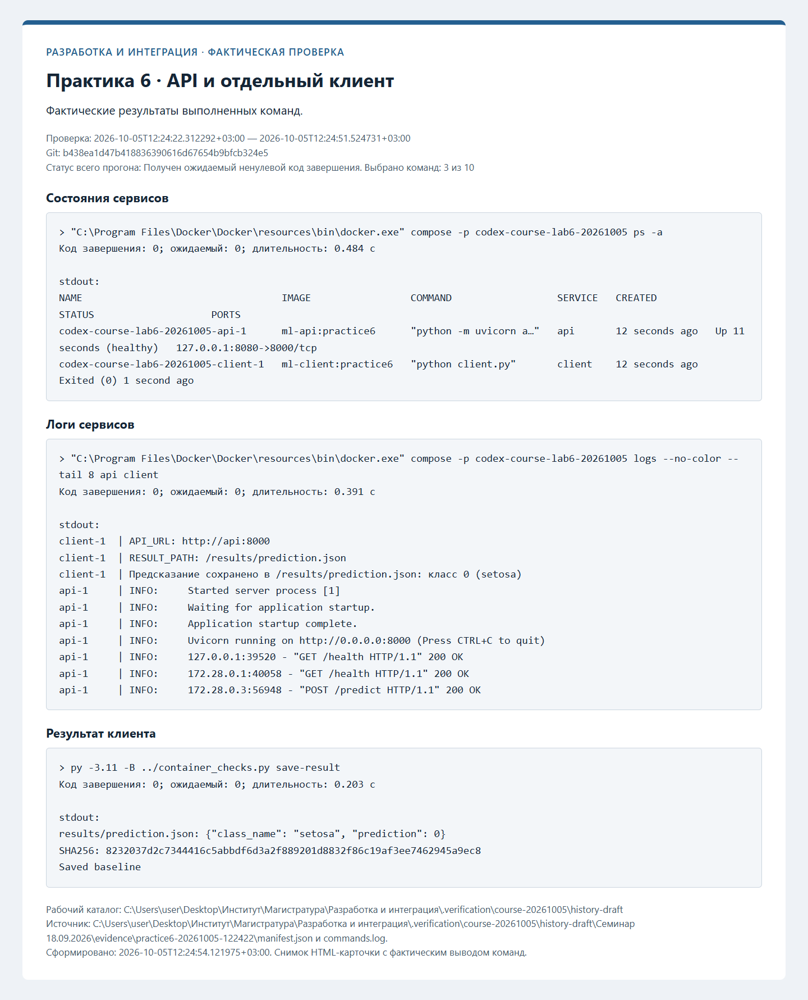 РАЗРАБОТКА И ИНТЕГРАЦИЯ · ФАКТИЧЕСКАЯ ПРОВЕРКА
Практика 6 · API и отдельный клиент
Фактические результаты выполненных команд.
Проверка: 2026-10-05T12:24:22.312292+03:00 — 2026-10-05T12:24:51.524731+03:00
Git: b438ea1d47b418836390616d67654b9bfcb324e5
Статус всего прогона: Получен ожидаемый ненулевой код завершения. Выбрано команд: 3 из 10
Состояния сервисов
> "C:\Program Files\Docker\Docker\resources\bin\docker.exe" compose -p codex-course-lab6-20261005 ps -a
Код завершения: 0; ожидаемый: 0; длительность: 0.484 с
stdout:
NAME                                  IMAGE                 COMMAND                  SERVICE   CREATED
STATUS                    PORTS
codex-course-lab6-20261005-api-1      ml-api:practice6      "python -m uvicorn a…"   api       12 seconds ago   Up 11
seconds (healthy)   127.0.0.1:8080->8000/tcp
codex-course-lab6-20261005-client-1   ml-client:practice6   "python client.py"       client    12 seconds ago
Exited (0) 1 second ago
Логи сервисов
> "C:\Program Files\Docker\Docker\resources\bin\docker.exe" compose -p codex-course-lab6-20261005 logs --no-color --
tail 8 api client
Код завершения: 0; ожидаемый: 0; длительность: 0.391 с
stdout:
client-1  | API_URL: http://api:8000
client-1  | RESULT_PATH: /results/prediction.json
client-1  | Предсказание сохранено в /results/prediction.json: класс 0 (setosa)
api-1     | INFO:     Started server process [1]
api-1     | INFO:     Waiting for application startup.
api-1     | INFO:     Application startup complete.
api-1     | INFO:     Uvicorn running on http://0.0.0.0:8000 (Press CTRL+C to quit)
api-1     | INFO:     127.0.0.1:39520 - "GET /health HTTP/1.1" 200 OK
api-1     | INFO:     172.28.0.1:40058 - "GET /health HTTP/1.1" 200 OK
api-1     | INFO:     172.28.0.3:56948 - "POST /predict HTTP/1.1" 200 OK
Результат клиента
> py -3.11 -B ../container_checks.py save-result
Код завершения: 0; ожидаемый: 0; длительность: 0.203 с
stdout:
results/prediction.json: {"class_name": "setosa", "prediction": 0}
SHA256: 8232037d2c7344416c5abbdf6d3a2f889201d8832f86c19af3ee7462945a9ec8
Saved baseline
Рабочий каталог: C:\Users\user\Desktop\Институт\Магистратура\Разработка и интеграция\.verification\course-20261005\history-draft
Источник: C:\Users\user\Desktop\Институт\Магистратура\Разработка и интеграция\.verification\course-20261005\history-draft\Семинар
18.09.2026\evidence\practice6-20261005-122422\manifest.json и commands.log.
Сформировано: 2026-10-05T12:24:54.121975+03:00. Снимок HTML-карточки с фактическим выводом команд.